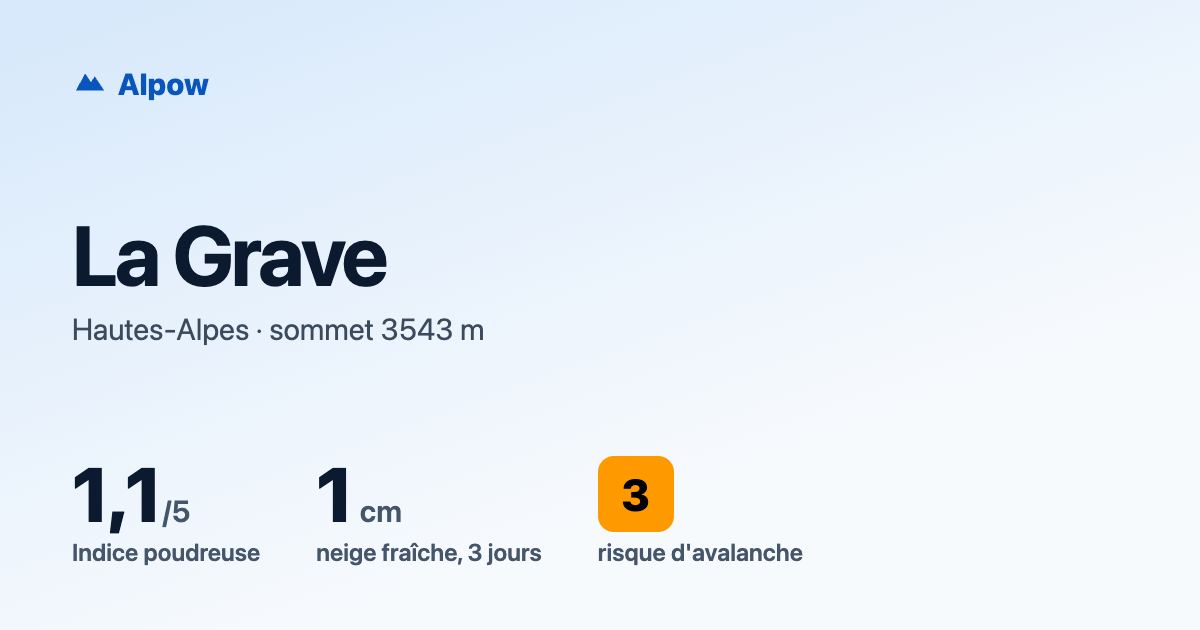 Alpow
La Grave
Hautes-Alpes · sommet 3543 m
1,1/5
Indice poudreuse
1 cm
neige fraîche, 3 jours
3
risque d'avalanche